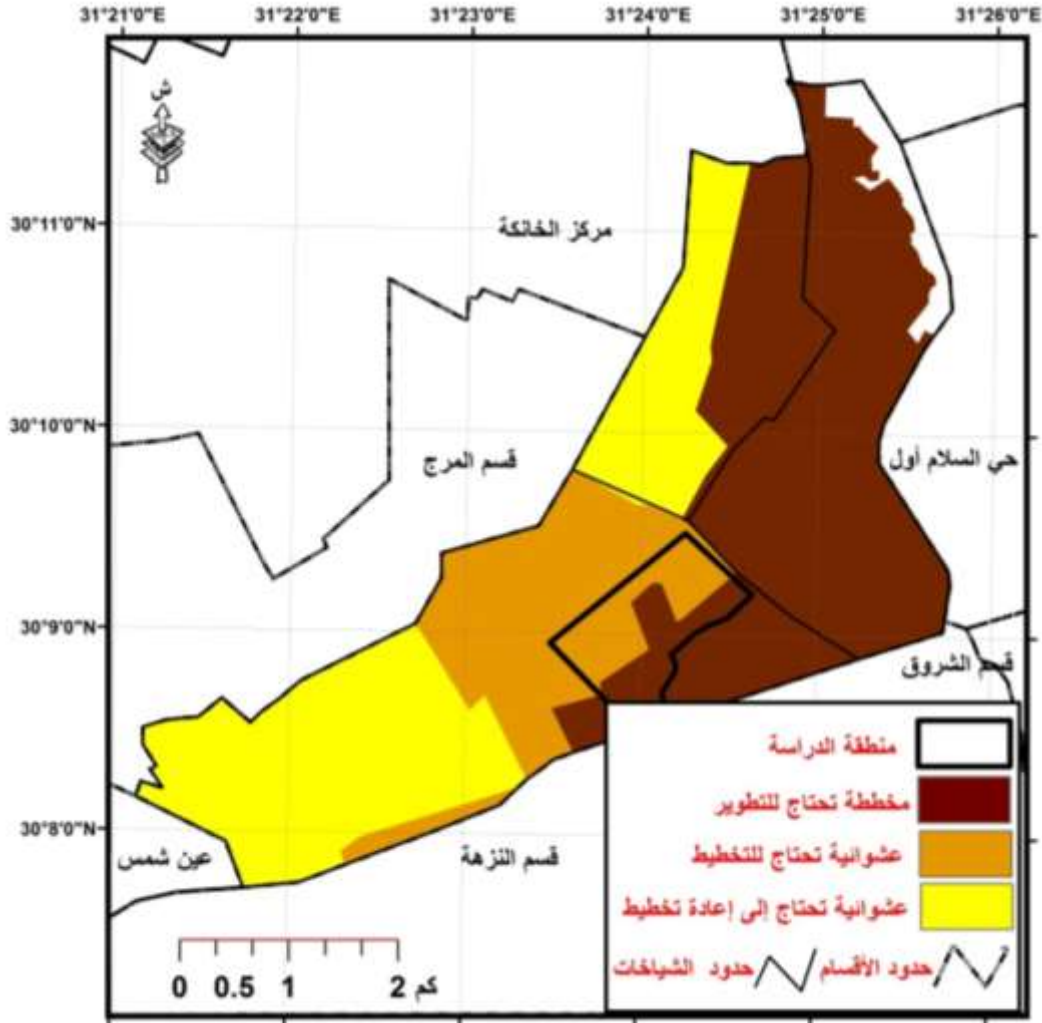 31°21'0"E 31°22'0"E 31°23'0"E 31°24'0"E 31°25'0"E 31°26'0"E
ش
30°11'0"N
مركز الخانكة
30°10'0"N
قسم المرج
حي السلام أول
30°9'0"N
قسم الشروق
30°8'0"N
عين شمس
قسم النزهة
منطقة الدراسة
مخططة تحتاج للتطوير
عشوائية تحتاج للتخطيط
عشوائية تحتاج إلى إعادة تخطيط
حدود الأقسام
حدود الشياخات
0 0.5 1 2 كم